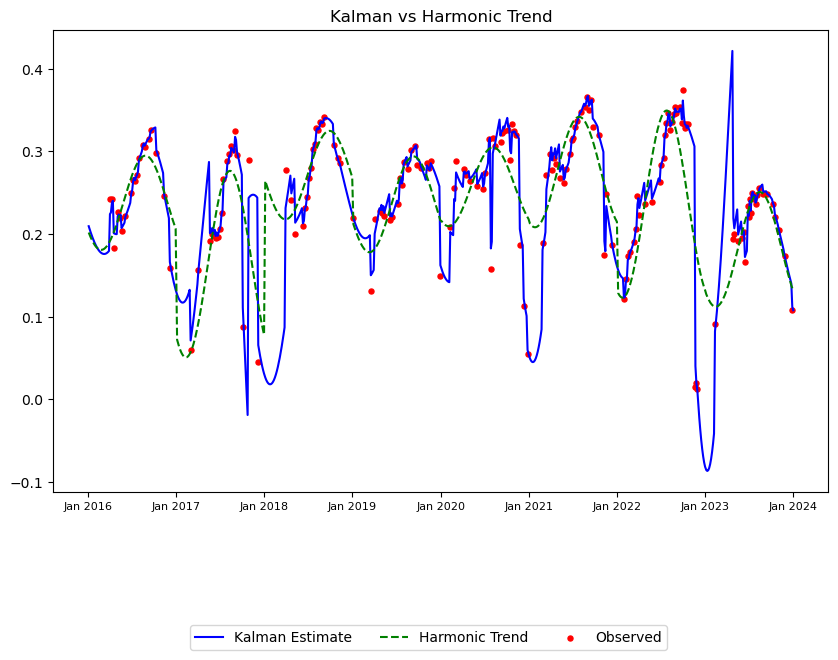 Kalman vs Harmonic Trend
0.4
0.3
0.2
0.1
0.0
−0.1
Jan 2016 Jan 2017 Jan 2018 Jan 2019 Jan 2020 Jan 2021 Jan 2022 Jan 2023 Jan 2024
Kalman Estimate Harmonic Trend Observed